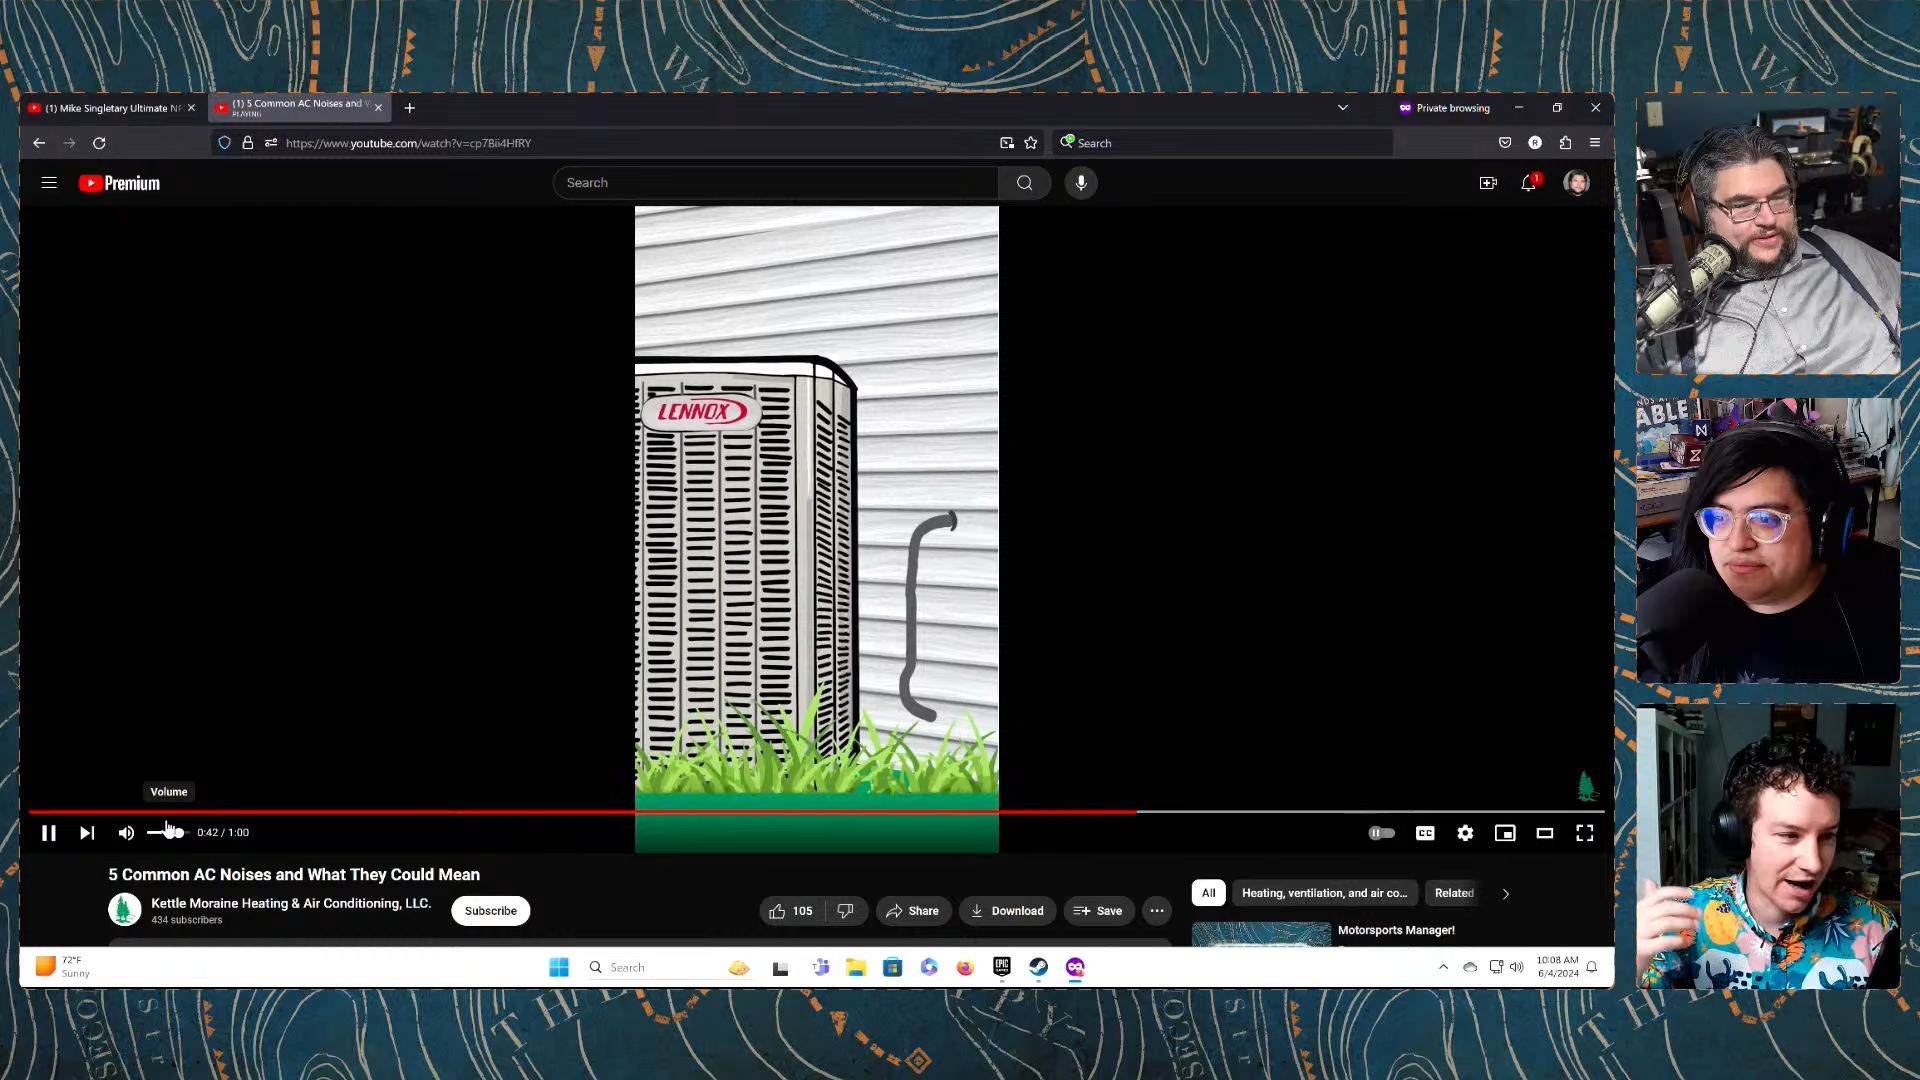 (1) Mike Singletary Ultimate NF
(1) 5 Common AC Noises and W
PLAYING
Private browsing
https://www.youtube.com/watch?v=cp7Bii4HfRY
Search
Premium
Search
1
LENNOX
ABLE
Volume
0:42 / 1:00
CC
5 Common AC Noises and What They Could Mean
Kettle Moraine Heating & Air Conditioning, LLC.
434 subscribers
Subscribe
105
Share
Download
Save
All
Heating, ventilation, and air co...
Related
Motorsports Manager!
72°F
Sunny
Search
EPIC
10:08 AM
6/4/2024